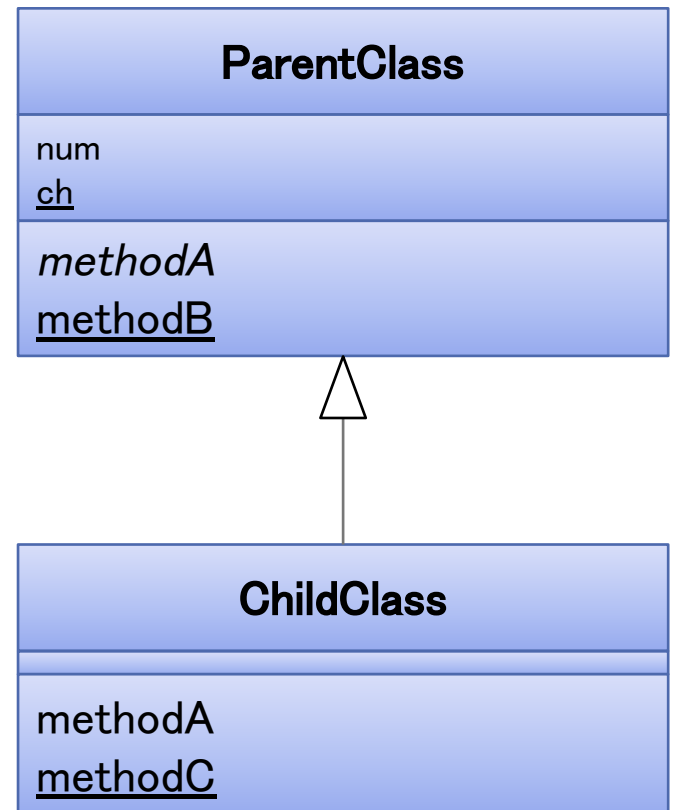 ParentClass
num
ch
methodA
methodB
ChildClass
methodA
methodC